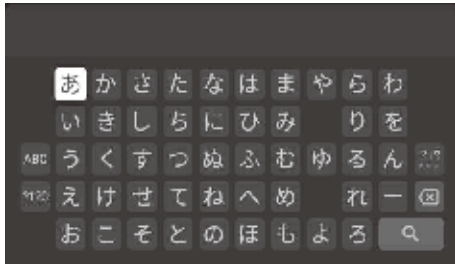 あ か さ た な は ま や ら わ
い き し ち に ひ み り を
ABC う く す つ ぬ ふ む ゆ る ん
え け せ て ね へ め れ ー
お こ そ と の ほ も よ ろ